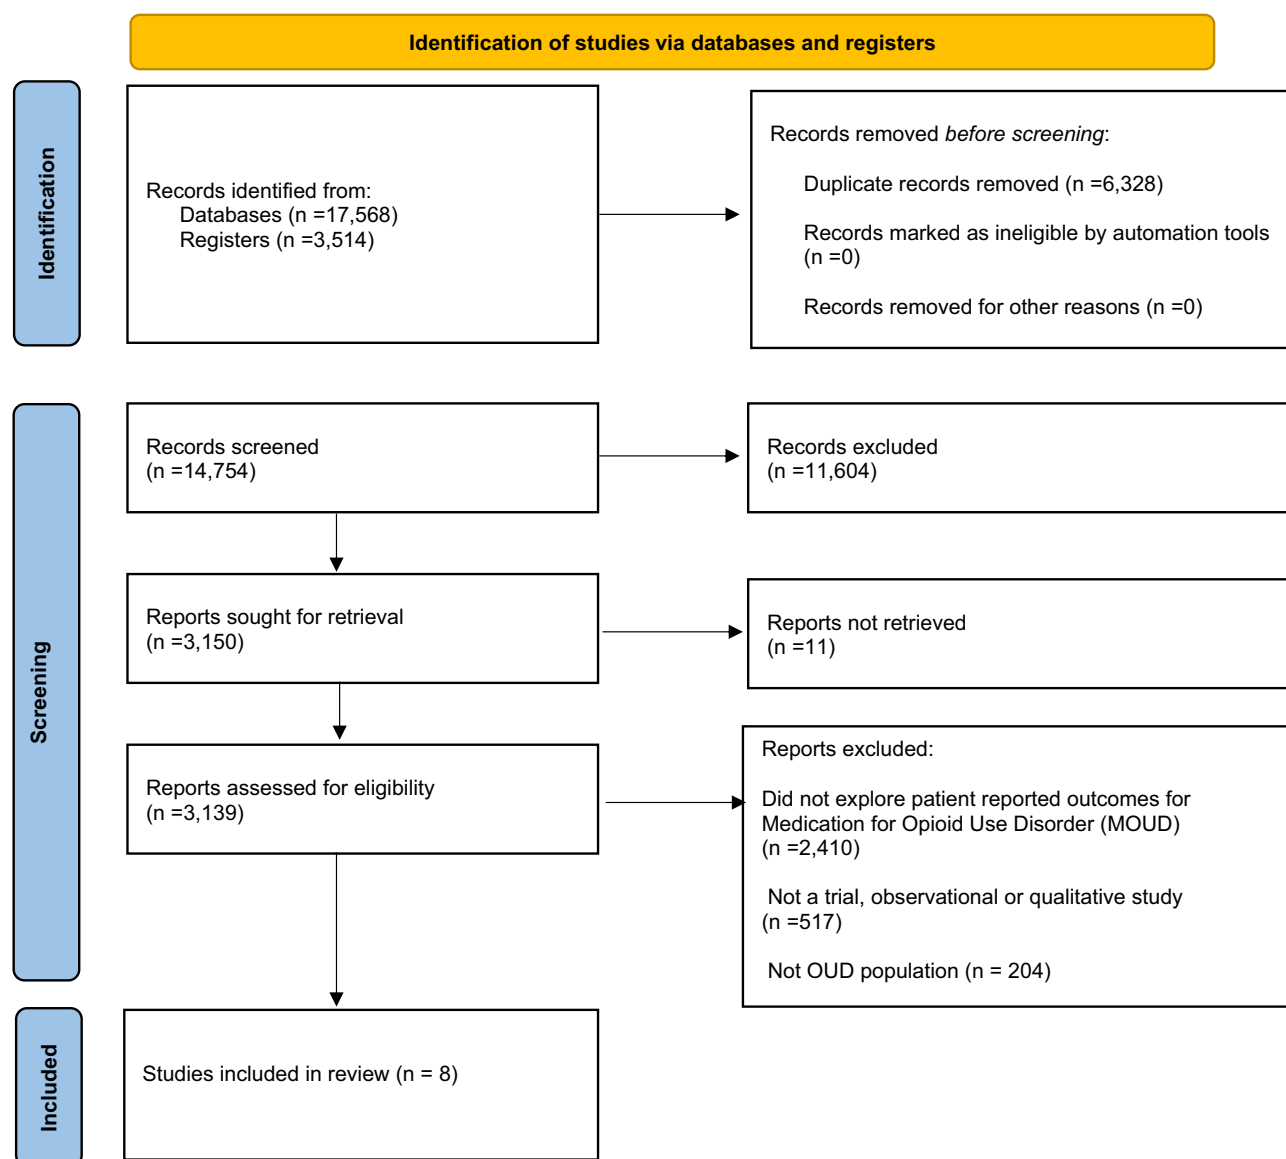 Identification of studies via databases and registers
Identification
Records identified from:
Databases (n =17,568)
Registers (n =3,514)
Records removed before screening:
Duplicate records removed (n =6,328)
Records marked as ineligible by automation tools
(n =0)
Records removed for other reasons (n =0)
Screening
Records screened
(n =14,754)
Records excluded
(n =11,604)
Reports sought for retrieval
(n =3,150)
Reports not retrieved
(n =11)
Reports assessed for eligibility
(n =3,139)
Reports excluded:
Did not explore patient reported outcomes for
Medication for Opioid Use Disorder (MOUD)
(n =2,410)
Not a trial, observational or qualitative study
(n =517)
Not OUD population (n = 204)
Included
Studies included in review (n = 8)